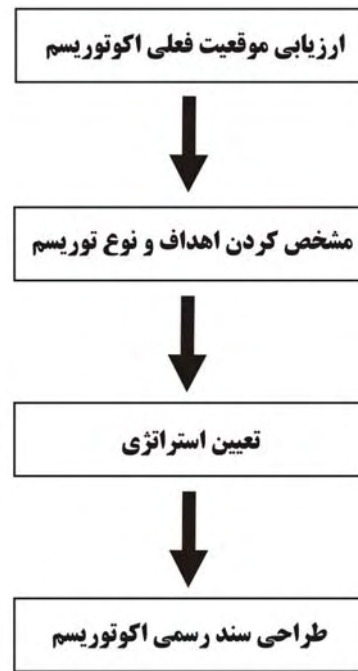 ارزیابی موقعیت فعلی اکوتوریسم
مشخص کردن اهداف و نوع توریسم
تعیین استراتژی
طراحی سند رسمی اکوتوریسم